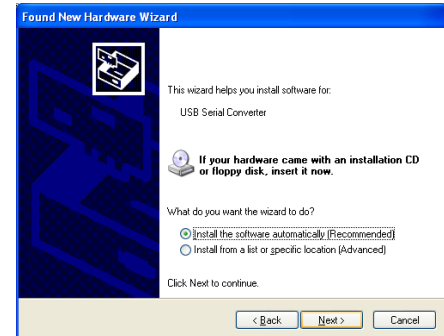 Found New Hardware Wizard
This wizard helps you install software for:
USB Serial Converter
If your hardware came with an installation CD
or floppy disk, insert it now.
What do you want the wizard to do?
Install the software automatically (Recommended)
Install from a list or specific location (Advanced)
Click Next to continue.
< Back Next > Cancel